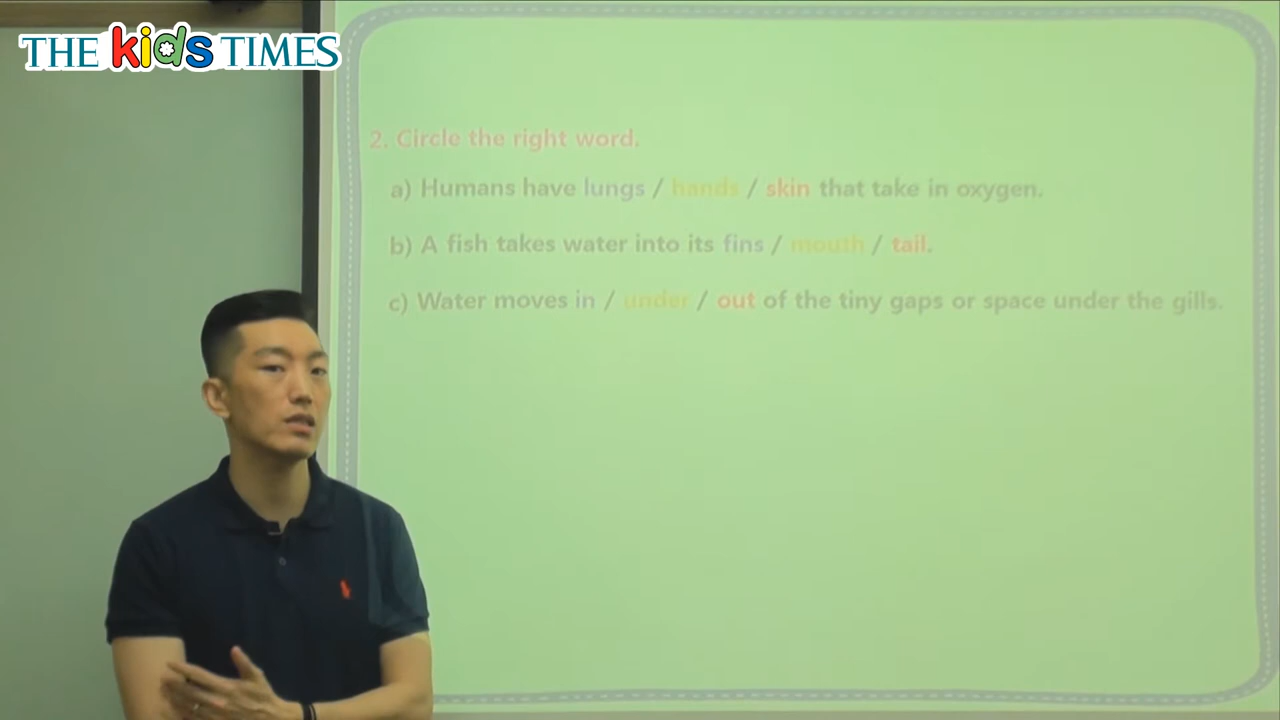 THE kids TIMES
2. Circle the right word.
a) Humans have lungs / hands / skin that take in oxygen.
b) A fish takes water into its fins / mouth / tail.
c) Water moves in / under / out of the tiny gaps or space under the gills.